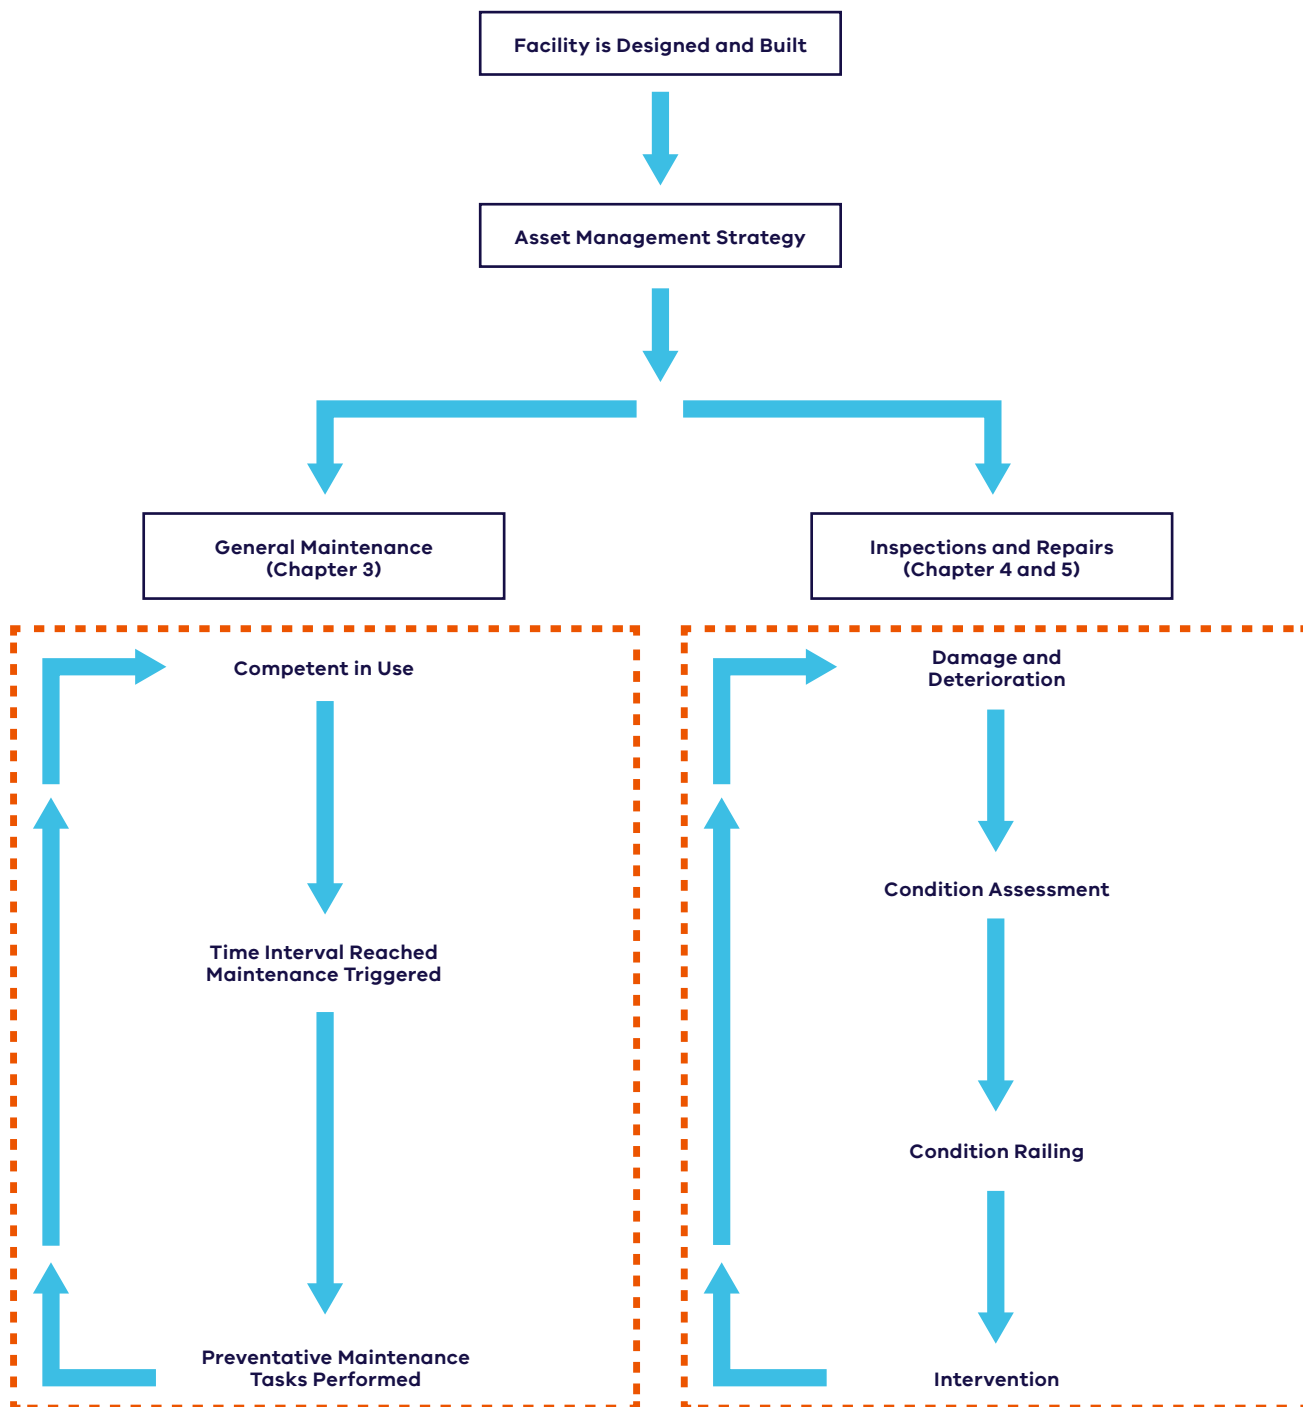 Facility is Designed and Built
Asset Management Strategy
General Maintenance
(Chapter 3)
Inspections and Repairs
(Chapter 4 and 5)
Competent in Use
Time Interval Reached
Maintenance Triggered
Preventative Maintenance
Tasks Performed
Damage and
Deterioration
Condition Assessment
Condition Railing
Intervention